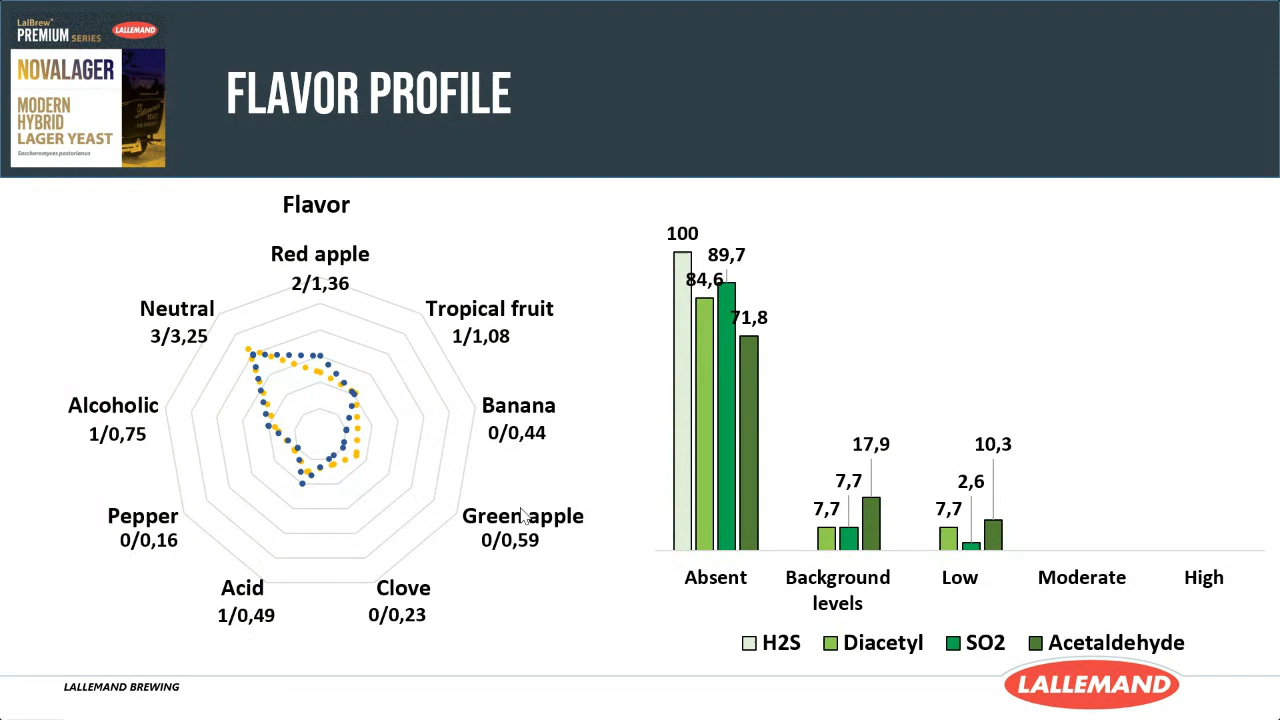 LalBrew®
PREMIUM SERIES
LALLEMAND
NOVALAGER
MODERN
HYBRID
LAGER YEAST
Saccharomyces pastorianus
FLAVOR PROFILE
Flavor
Red apple
2/1,36
Neutral
3/3,25
Tropical fruit
1/1,08
Alcoholic
1/0,75
Banana
0/0,44
Pepper
0/0,16
Green apple
0/0,59
Acid
1/0,49
Clove
0/0,23
100
84,6
89,7
71,8
7,7
7,7
17,9
7,7
2,6
10,3
Absent
Background
levels
Low
Moderate
High
H2S
Diacetyl
SO2
Acetaldehyde
LALLEMAND BREWING
LALLEMAND